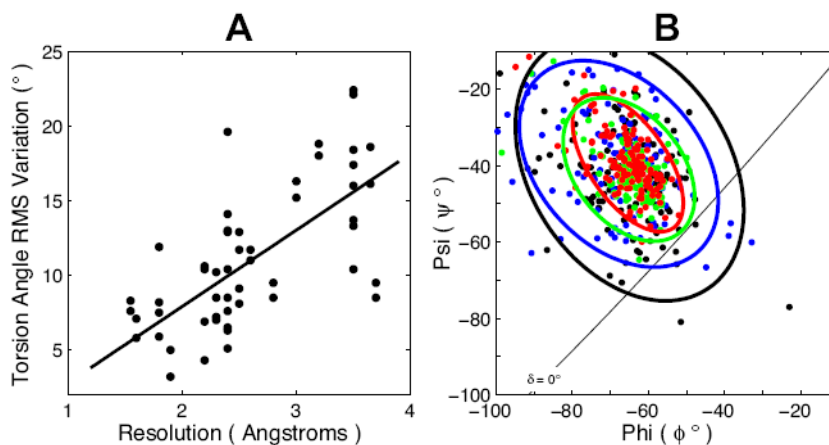 A
B
Torsion Angle RMS Variation (°)
25
20
15
10
5
1
2
3
4
Resolution ( Angstroms )
Psi (ψ°)
−20
−40
−60
−80
−100
δ = 0°
−100
−80
−60
−40
−20
Phi ( ϕ°)